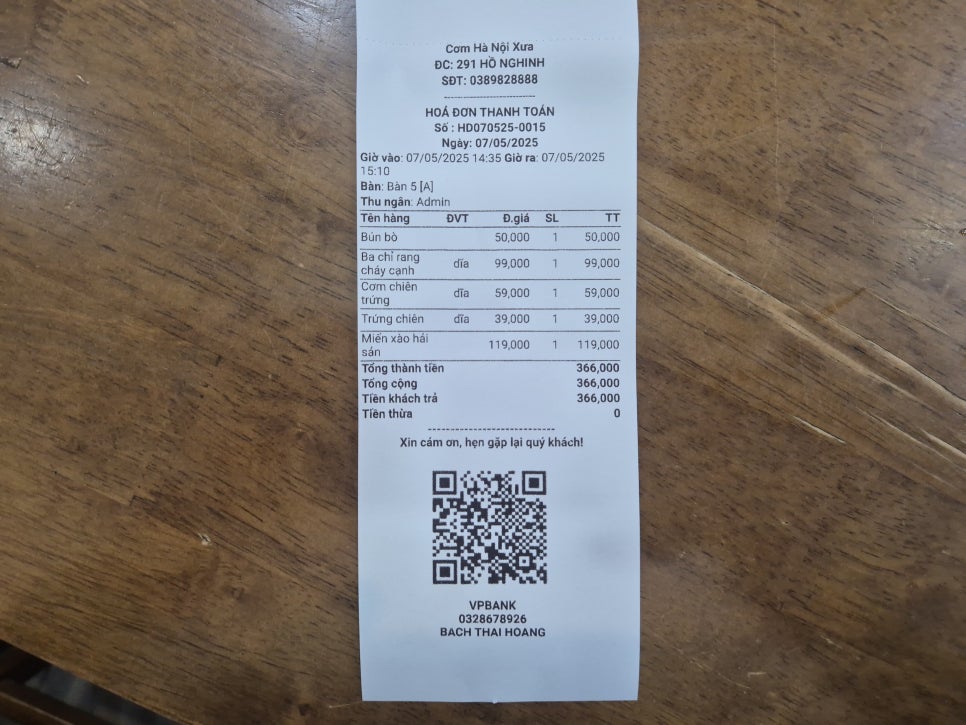 Cơm Hà Nội Xưa
ĐC: 291 HỒ NGHINH
SĐT: 0389828888
HOÁ ĐƠN THANH TOÁN
Số : HD070525-0015
Ngày: 07/05/2025
Giờ vào: 07/05/2025 14:35 Giờ ra: 07/05/2025
15:10
Bàn: Bàn 5 [A]
Thu ngân: Admin
Tên hàng ĐVT Đ.giá SL TT
Bún bò 50,000 1 50,000
Ba chỉ rang
cháy cạnh dĩa 99,000 1 99,000
Cơm chiên
trứng dĩa 59,000 1 59,000
Trứng chiên dĩa 39,000 1 39,000
Miến xào hải
sản 119,000 1 119,000
Tổng thành tiền 366,000
Tổng cộng 366,000
Tiền khách trả 366,000
Tiền thừa 0
Xin cám ơn, hẹn gặp lại quý khách!
VPBANK
0328678926
BACH THAI HOANG